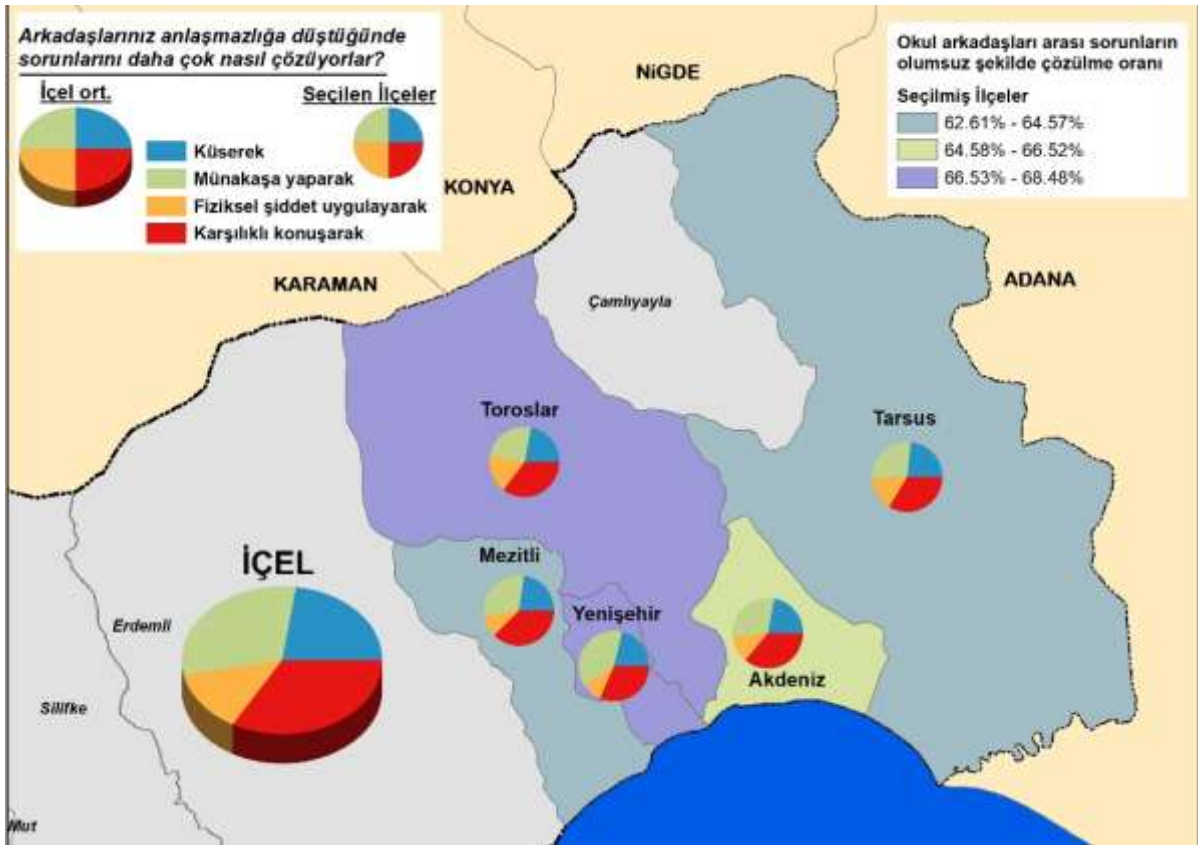 Arkadaşlarınız anlaşmazlığa düştüğünde
sorunlarını daha çok nasıl çözüyorlar?
İçel ort.
Seçilen İlçeler
Küserek
Münakaşa yaparak
Fiziksel şiddet uygulayarak
Karşılıklı konuşarak
Okul arkadaşları arası sorunların
olumsuz şekilde çözülme oranı
Seçilmiş İlçeler
62.61% - 64.57%
64.58% - 66.52%
66.53% - 68.48%
NiGDE
KONYA
KARAMAN
ADANA
Çamlıyayla
Toroslar
Tarsus
Mezitli
İÇEL
Yenişehir
Erdemli
Akdeniz
Silifke
Mut